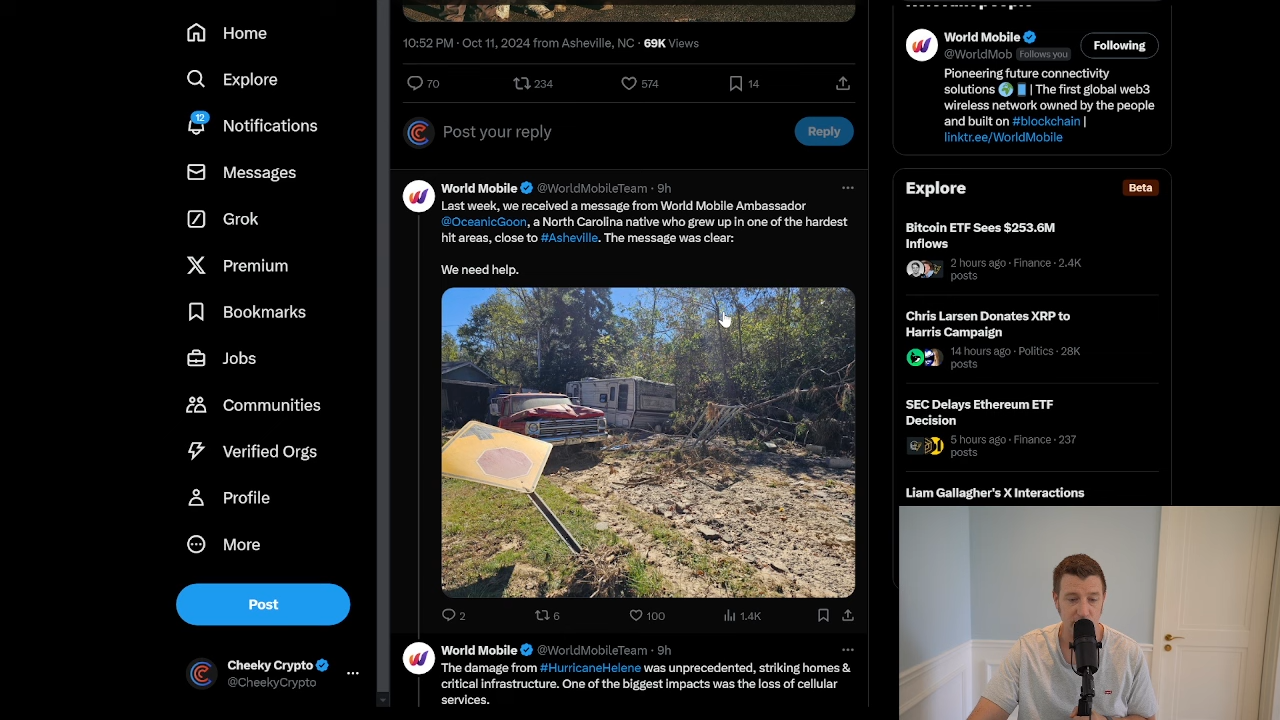 Home
Explore
12
Notifications
Messages
Grok
Premium
Bookmarks
Jobs
Communities
Verified Orgs
Profile
More
Post
Cheeky Crypto
@CheekyCrypto
10:52 PM · Oct 11, 2024 from Asheville, NC · 69K Views
70 234 574 14
Post your reply
Reply
World Mobile @WorldMobileTeam · 9h
Last week, we received a message from World Mobile Ambassador
@OceanicGoon, a North Carolina native who grew up in one of the hardest
hit areas, close to #Asheville. The message was clear:
We need help.
2 6 100 1.4K
World Mobile @WorldMobileTeam · 9h
The damage from #HurricaneHelene was unprecedented, striking homes &
critical infrastructure. One of the biggest impacts was the loss of cellular
services.
World Mobile
@WorldMob Follows you
Following
Pioneering future connectivity
solutions 🌍📱 | The first global web3
wireless network owned by the people
and built on #blockchain |
linktr.ee/WorldMobile
Explore
Beta
Bitcoin ETF Sees $253.6M
Inflows
2 hours ago · Finance · 2.4K
posts
Chris Larsen Donates XRP to
Harris Campaign
14 hours ago · Politics · 28K
posts
SEC Delays Ethereum ETF
Decision
5 hours ago · Finance · 237
posts
Liam Gallagher's X Interactions